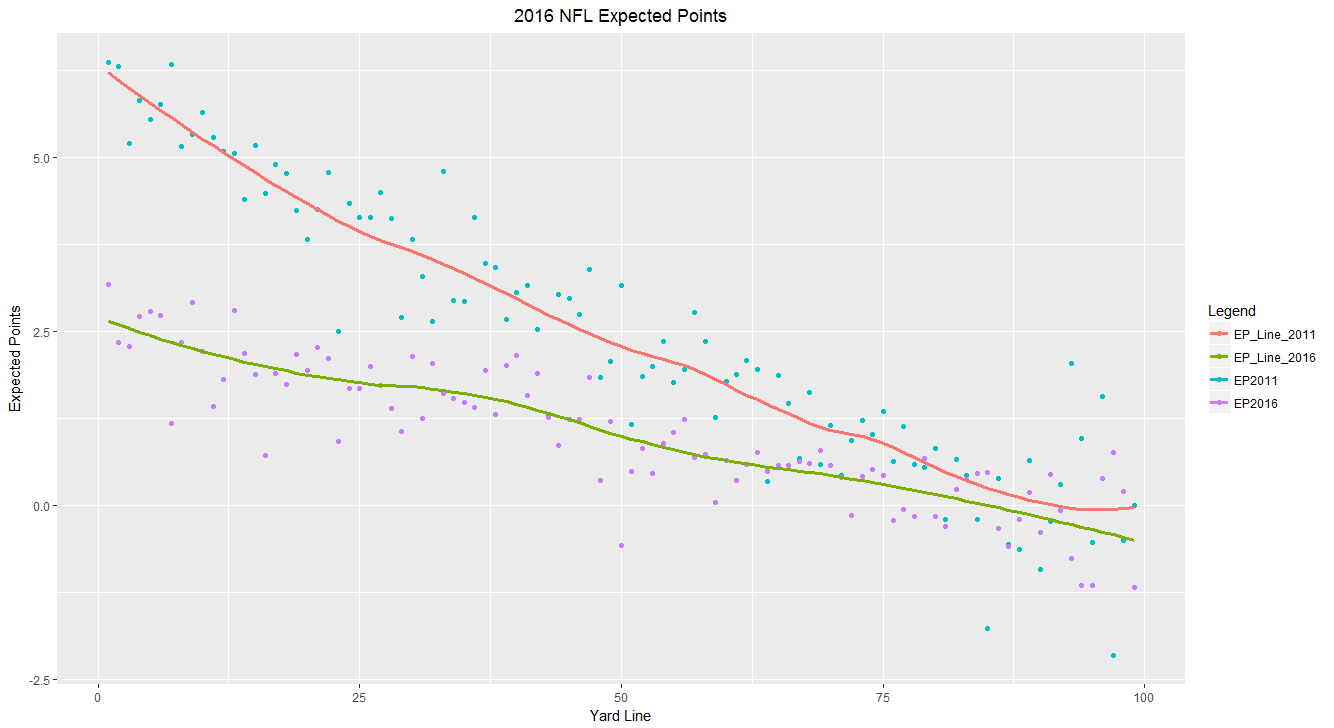 2016 NFL Expected Points
Expected Points
5.0
2.5
0.0
-2.5
0
25
50
75
100
Yard Line
Legend
EP_Line_2011
EP_Line_2016
EP2011
EP2016